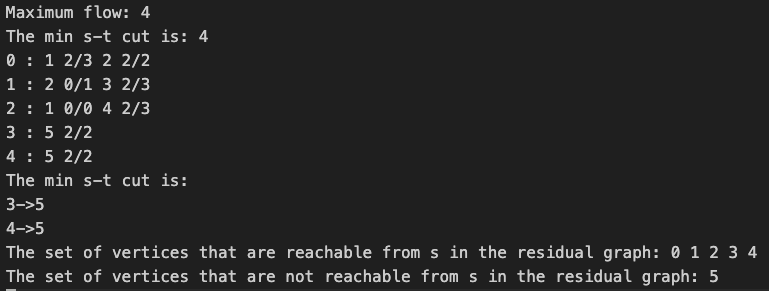 Maximum flow: 4
The min s-t cut is: 4
0 : 1 2/3 2 2/2
1 : 2 0/1 3 2/3
2 : 1 0/0 4 2/3
3 : 5 2/2
4 : 5 2/2
The min s-t cut is:
3->5
4->5
The set of vertices that are reachable from s in the residual graph: 0 1 2 3 4
The set of vertices that are not reachable from s in the residual graph: 5